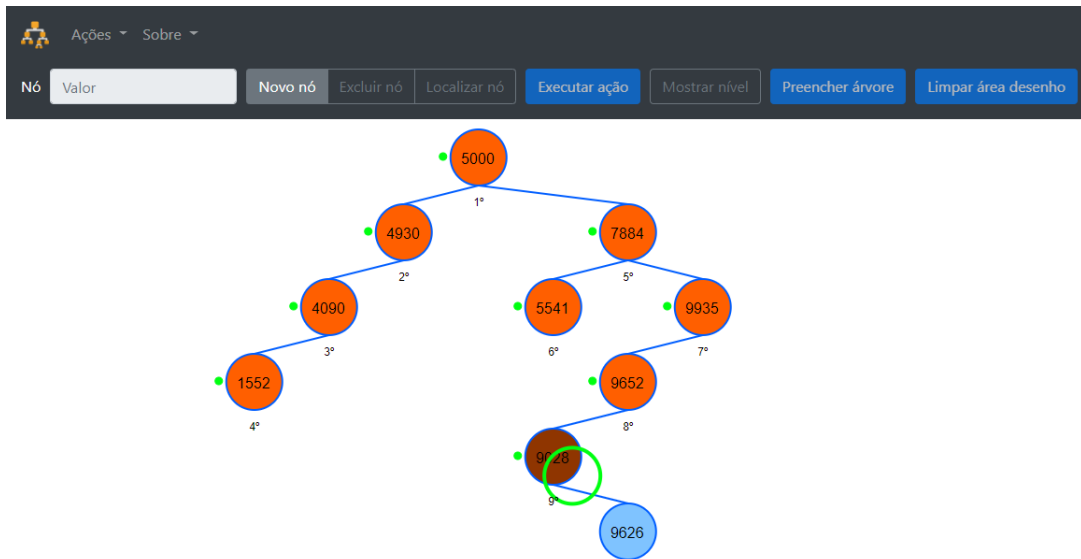 Ações Sobre
Nó Valor Novo nó Excluir nó Localizar nó Executar ação Mostrar nível Preencher árvore Limpar área desenho
5000
1º
4930 7884
2º 5º
4090 5541 9935
3º 6º 7º
1552 9652
4º 8º
9028
9º
9626